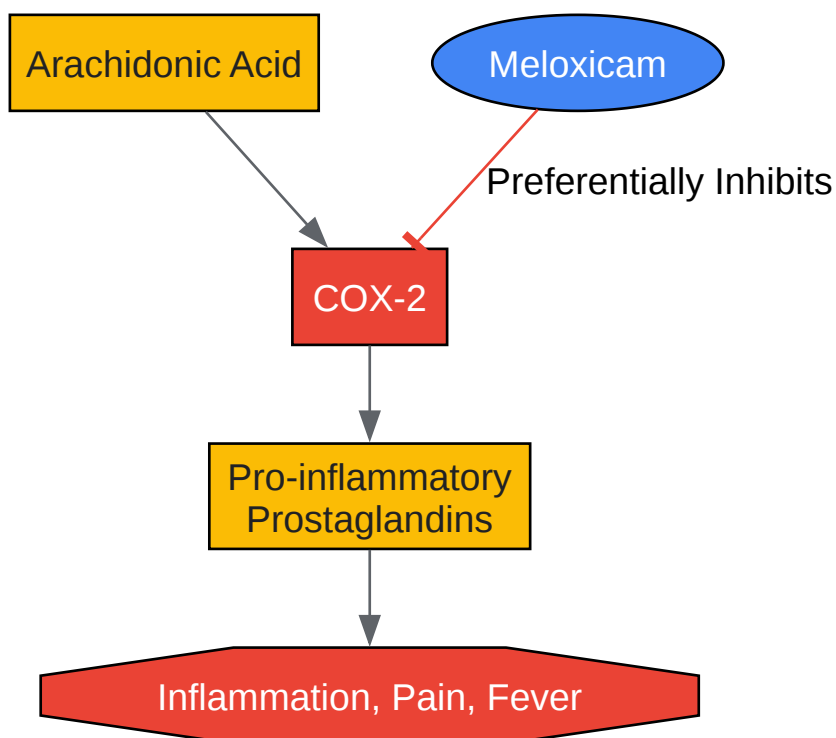 Arachidonic Acid
Meloxicam
Preferentially Inhibits
COX-2
Pro-inflammatory
Prostaglandins
Inflammation, Pain, Fever